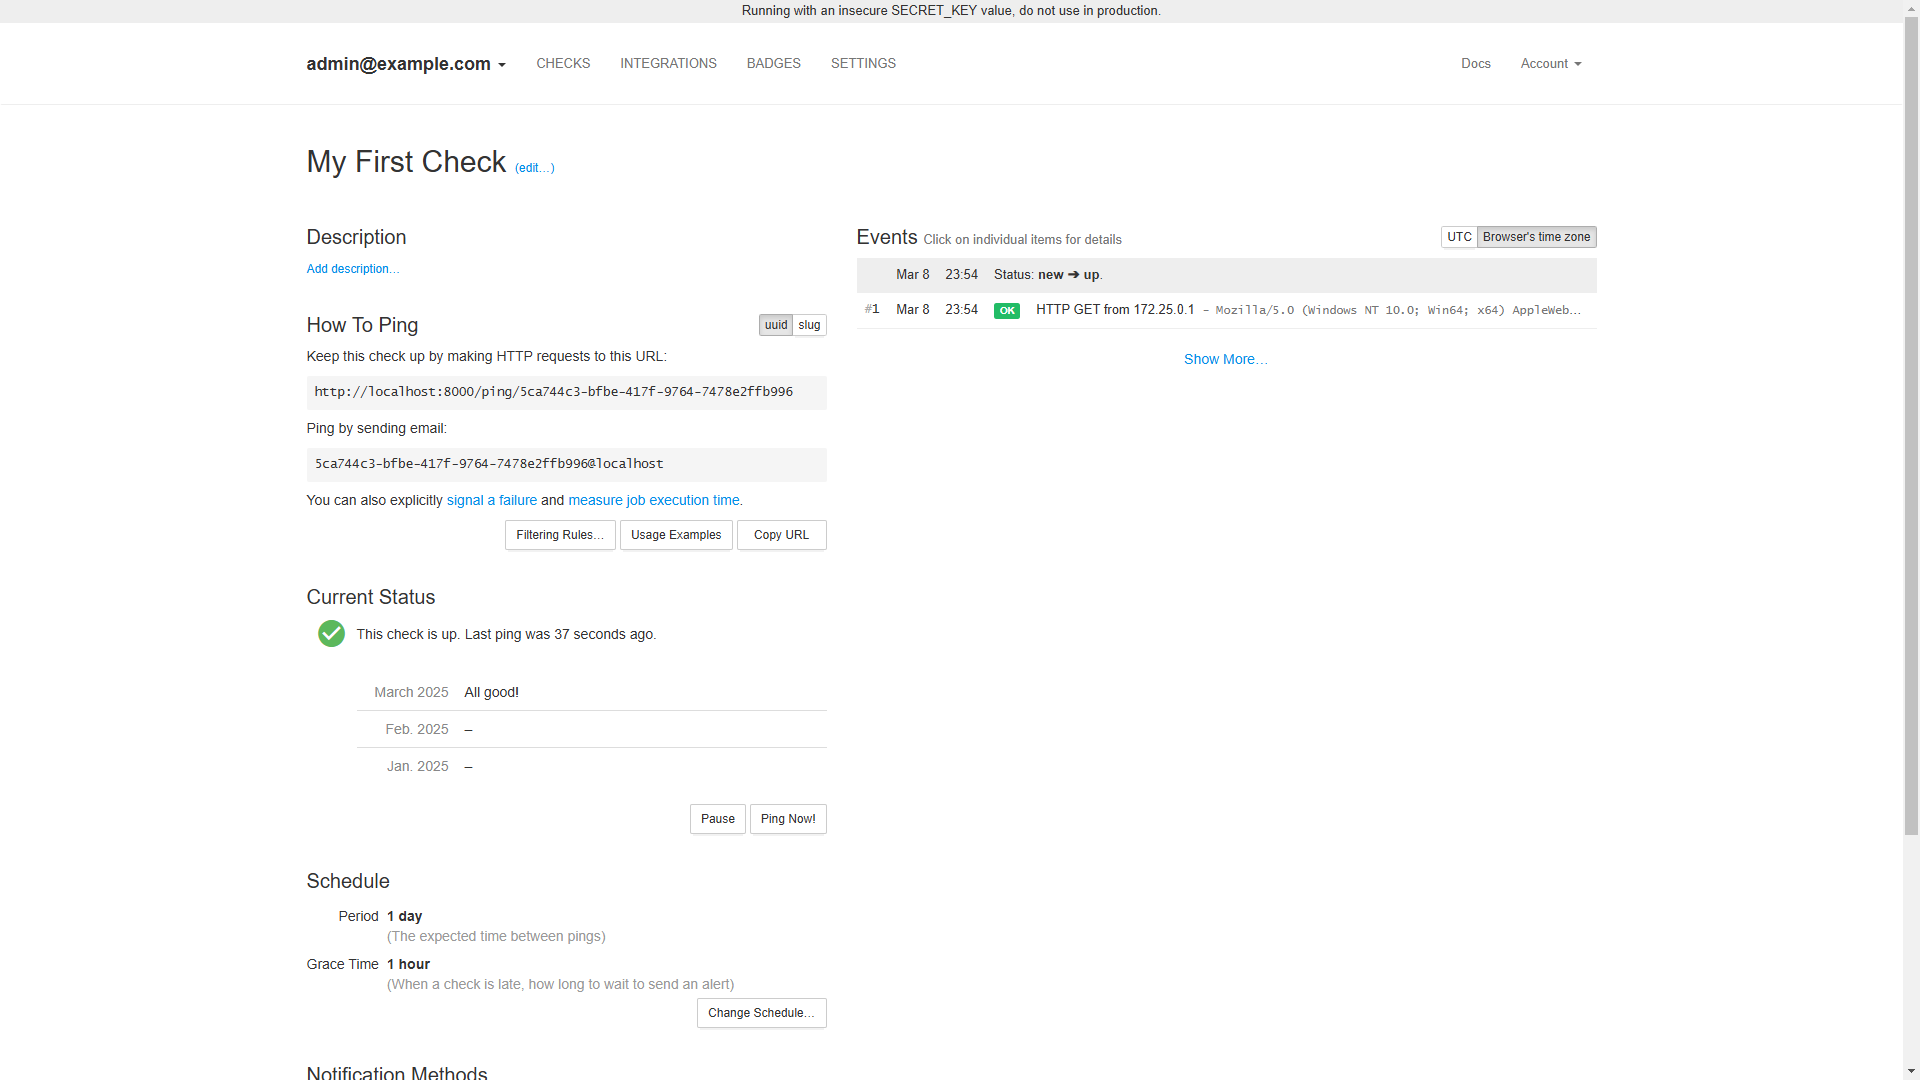 Running with an insecure SECRET_KEY value, do not use in production.
admin@example.com CHECKS INTEGRATIONS BADGES SETTINGS Docs Account
My First Check (edit…)
Description
Add description…
How To Ping uuid slug
Keep this check up by making HTTP requests to this URL:
http://localhost:8000/ping/5ca744c3-bfbe-417f-9764-7478e2ffb996
Ping by sending email:
5ca744c3-bfbe-417f-9764-7478e2ffb996@localhost
You can also explicitly signal a failure and measure job execution time.
Filtering Rules… Usage Examples Copy URL
Current Status
This check is up. Last ping was 37 seconds ago.
March 2025 All good!
Feb. 2025 –
Jan. 2025 –
Pause Ping Now!
Schedule
Period 1 day
(The expected time between pings)
Grace Time 1 hour
(When a check is late, how long to wait to send an alert)
Change Schedule…
Notification Methods
Events Click on individual items for details UTC Browser's time zone
Mar 8 23:54 Status: new ➔ up.
#1 Mar 8 23:54 OK HTTP GET from 172.25.0.1 - Mozilla/5.0 (Windows NT 10.0; Win64; x64) AppleWeb…
Show More…